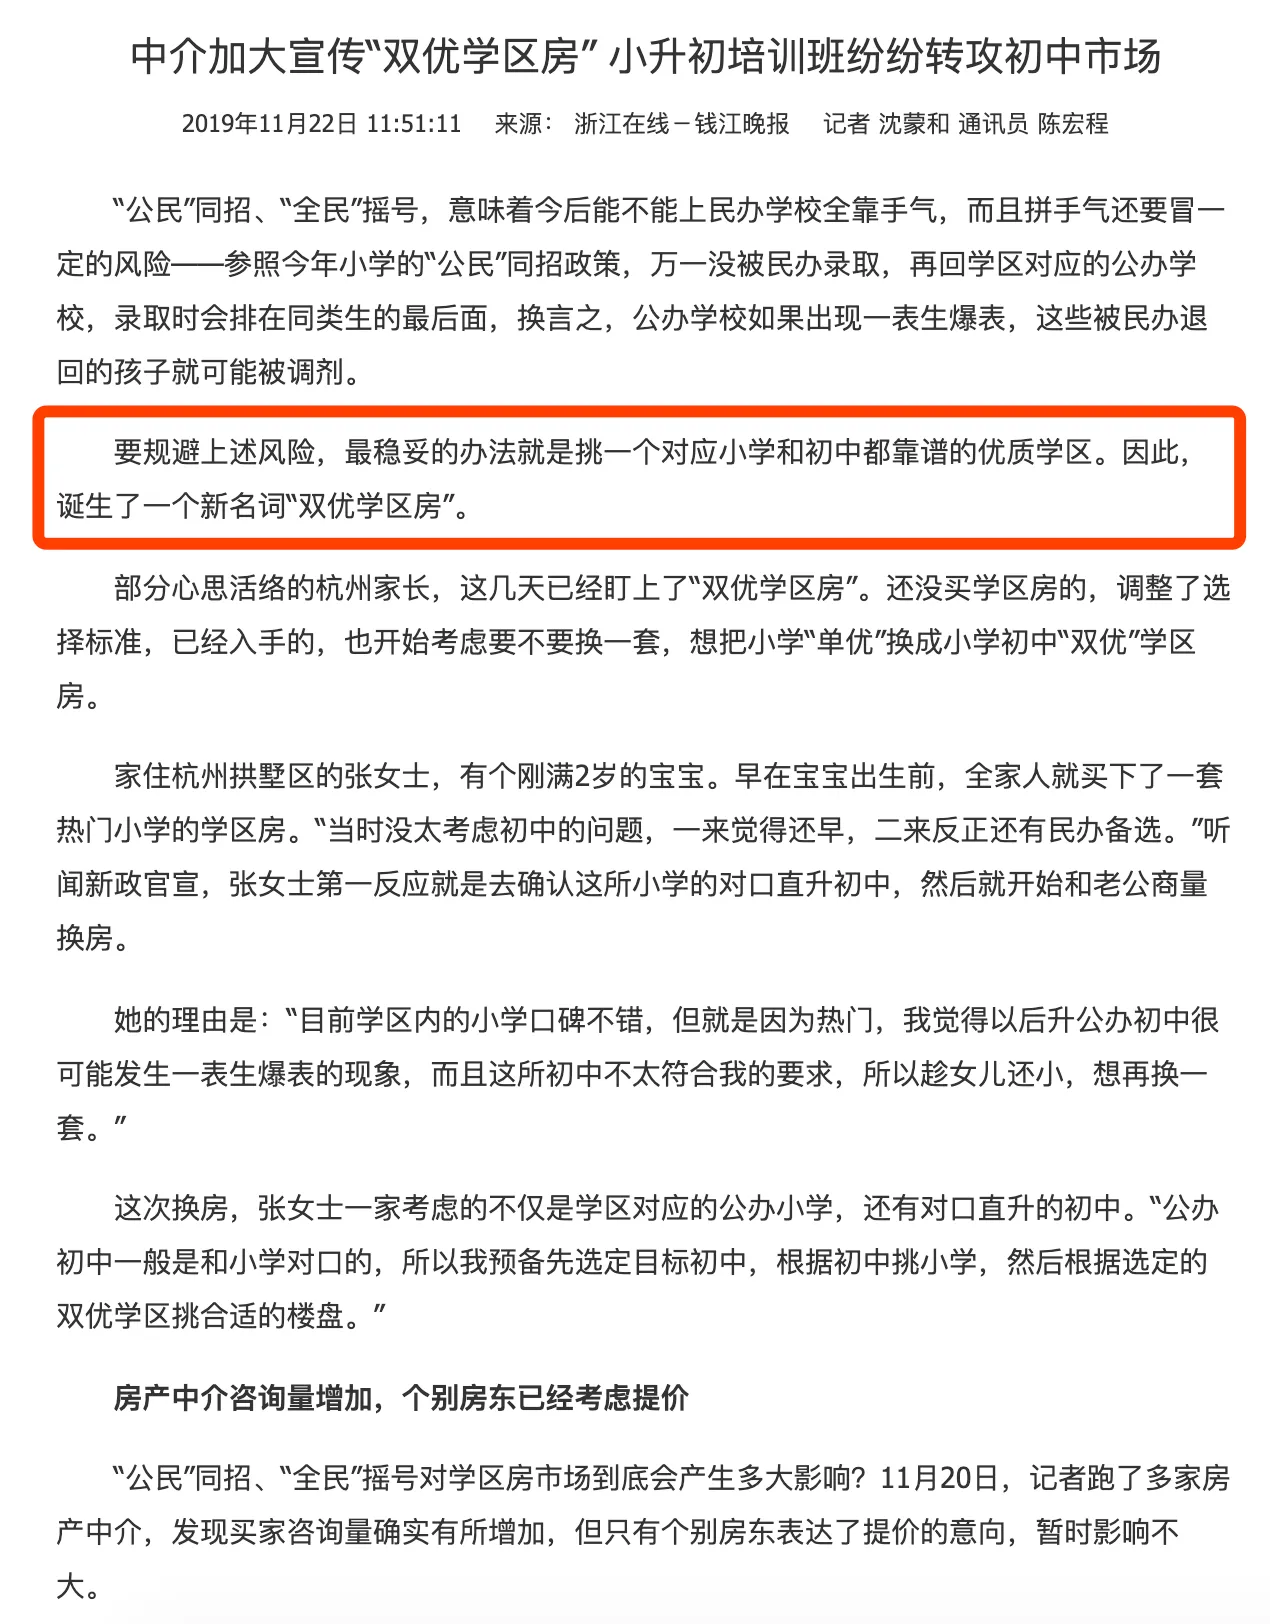 中介加大宣传“双优学区房” 小升初培训班纷纷转攻初中市场
2019年11月22日 11:51:11 来源： 浙江在线－钱江晚报 记者 沈蒙和 通讯员 陈宏程
“公民”同招、“全民”摇号，意味着今后能不能上民办学校全靠手气，而且拼手气还要冒一
定的风险——参照今年小学的“公民”同招政策，万一没被民办录取，再回学区对应的公办学
校，录取时会排在同类生的最后面，换言之，公办学校如果出现一表生爆表，这些被民办退
回的孩子就可能被调剂。
要规避上述风险，最稳妥的办法就是挑一个对应小学和初中都靠谱的优质学区。因此，
诞生了一个新名词“双优学区房”。
部分心思活络的杭州家长，这几天已经盯上了“双优学区房”。还没买学区房的，调整了选
择标准，已经入手的，也开始考虑要不要换一套，想把小学“单优”换成小学初中“双优”学区
房。
家住杭州拱墅区的张女士，有个刚满2岁的宝宝。早在宝宝出生前，全家人就买下了一套
热门小学的学区房。“当时没太考虑初中的问题，一来觉得还早，二来反正还有民办备选。”听
闻新政官宣，张女士第一反应就是去确认这所小学的对口直升初中，然后就开始和老公商量
换房。
她的理由是：“目前学区内的小学口碑不错，但就是因为热门，我觉得以后升公办初中很
可能发生一表生爆表的现象，而且这所初中不太符合我的要求，所以趁女儿还小，想再换一
套。”
这次换房，张女士一家考虑的不仅是学区对应的公办小学，还有对口直升的初中。“公办
初中一般是和小学对口的，所以我预备先选定目标初中，根据初中挑小学，然后根据选定的
双优学区挑合适的楼盘。”
房产中介咨询量增加，个别房东已经考虑提价
“公民”同招、“全民”摇号对学区房市场到底会产生多大影响？11月20日，记者跑了多家房
产中介，发现买家咨询量确实有所增加，但只有个别房东表达了提价的意向，暂时影响不
大。